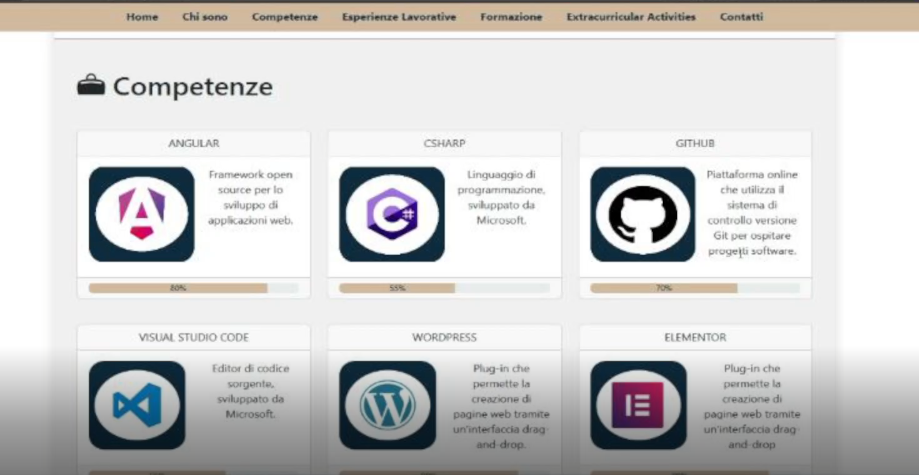 Home Chi sono Competenze Esperienze Lavorative Formazione Extracurricular Activities Contatti
Competenze
ANGULAR
Framework open
source per lo
sviluppo di
applicazioni web.
80%
CSHARP
Linguaggio di
programmazione,
sviluppato da
Microsoft.
55%
GITHUB
Piattaforma online
che utilizza il
sistema di
controllo versione
Git per ospitare
progetti software.
70%
VISUAL STUDIO CODE
Editor di codice
sorgente,
sviluppato da
Microsoft.
WORDPRESS
Plug-in che
permette la
creazione di
pagine web tramite
un'interfaccia drag-
and-drop.
ELEMENTOR
Plug-in che
permette la
creazione di
pagine web tramite
un'interfaccia drag-
and-drop